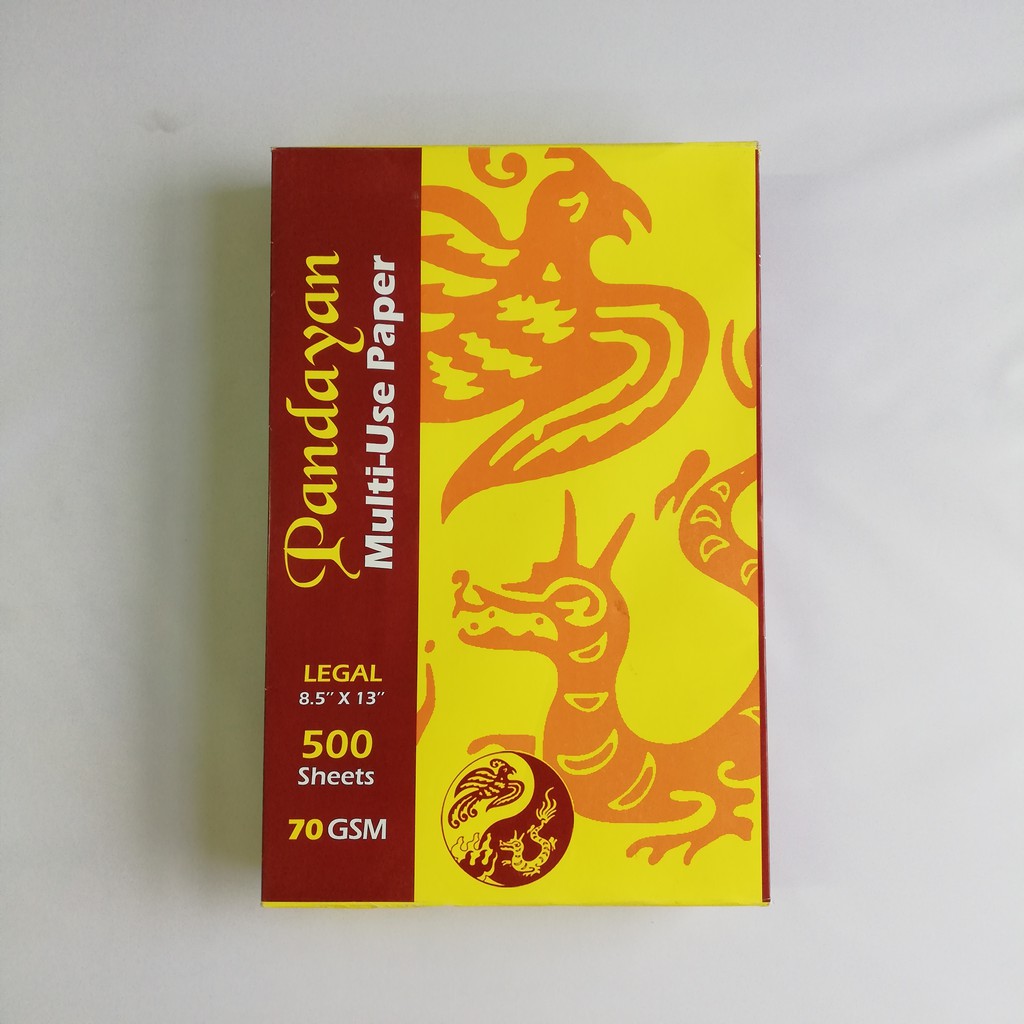 Pandayan
Multi-Use Paper
LEGAL
8.5" X 13"
500
Sheets
70 GSM